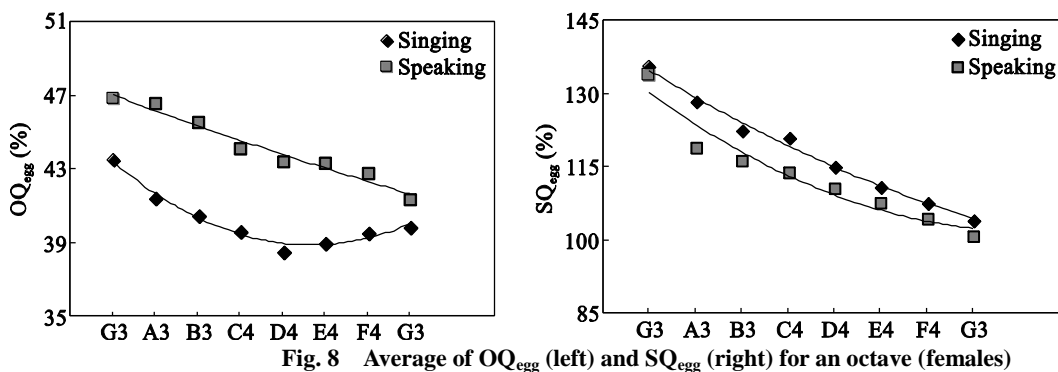 51
47
43
39
35
OQegg (%)
Singing
Speaking
G3 A3 B3 C4 D4 E4 F4 G3
145
130
115
100
85
SQegg (%)
Singing
Speaking
G3 A3 B3 C4 D4 E4 F4 G3
Fig. 8 Average of OQegg (left) and SQegg (right) for an octave (females)